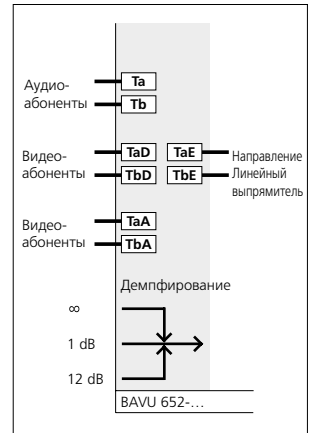 Аудио-
абоненты
Ta
Tb
Видео-
абоненты
TaD
TaE
Направление
TbD
TbE
Линейный
выпрямитель
Видео-
абоненты
TaA
TbA
Демпфирование
∞
1 dB
12 dB
BAVU 652-...